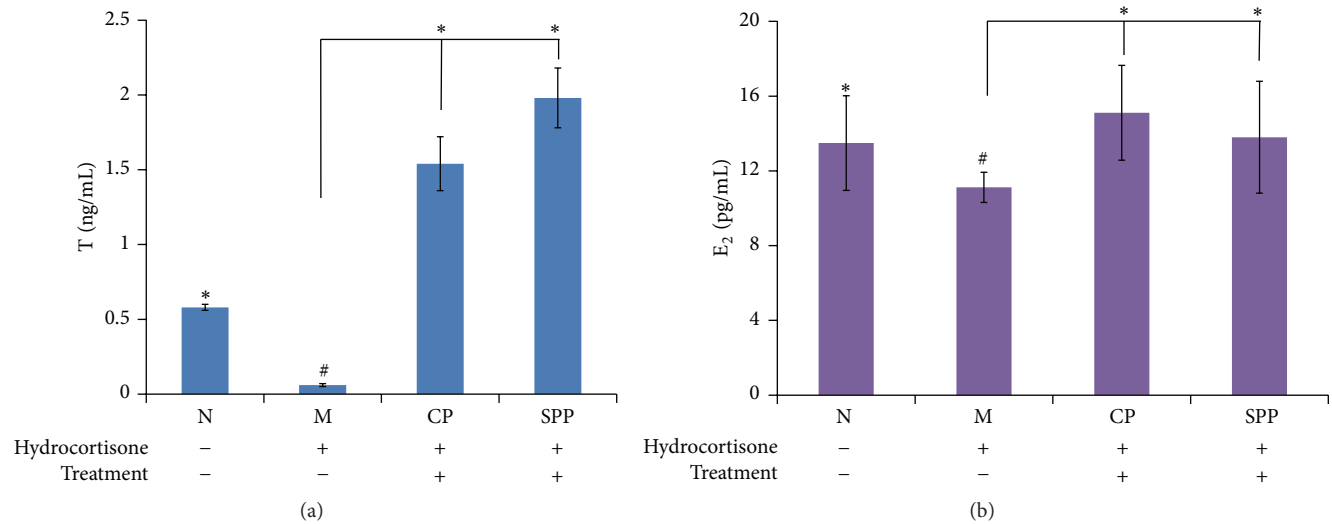 2.5
2
1.5
1
0.5
0
T (ng/mL)
*
#
*
*
N M CP SPP
Hydrocortisone − + + +
Treatment − − + +
(a)
20
16
12
8
4
0
E₂ (pg/mL)
*
#
*
*
N M CP SPP
Hydrocortisone − + + +
Treatment − − + +
(b)